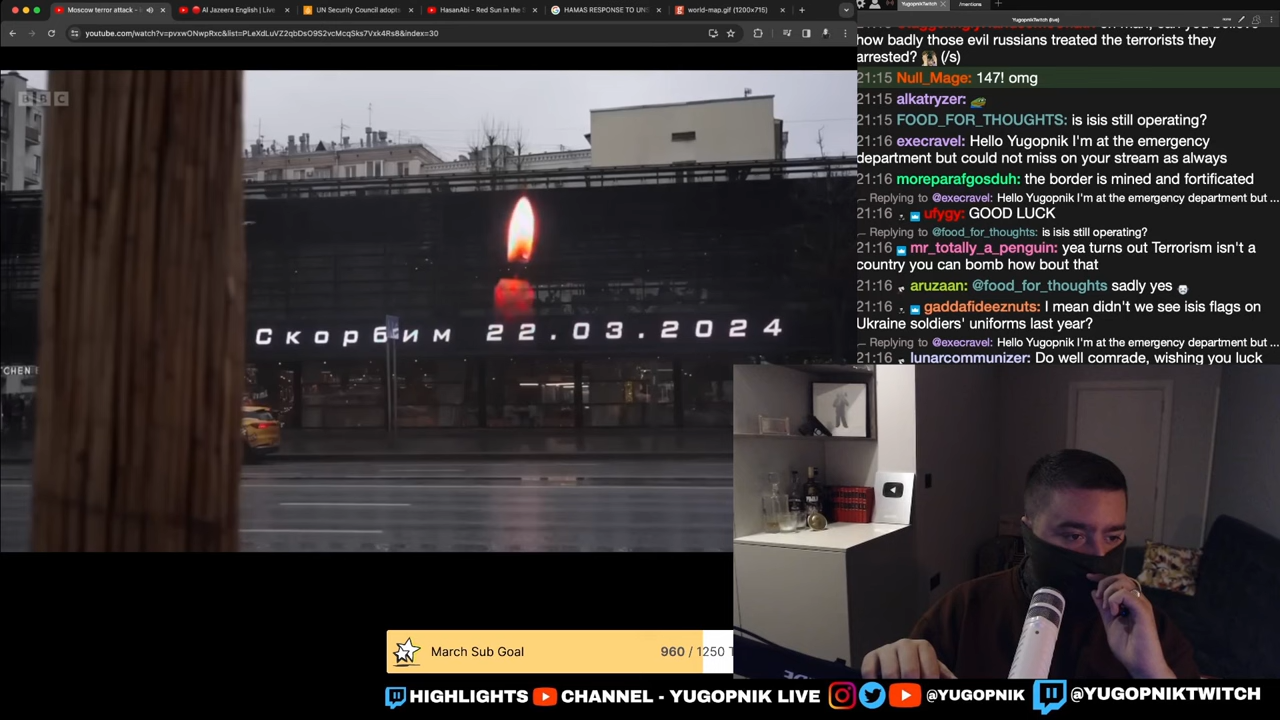 Moscow terror attack -
Al Jazeera English | Live
UN Security Council adopts
HasanAbi - Red Sun in the S
HAMAS RESPONSE TO UNS
world-map.gif (1200×715)
youtube.com/watch?v=pvxwONwpRxc&list=PLeXdLuVZ2qbDsO9S2vcMcqSks7Vxk4Rs8&index=30
BBC
Скорбим 22.03.2024
March Sub Goal
960 / 1250
YugopnikTwitch
/mentions
YugopnikTwitch (live)
how badly those evil russians treated the terrorists they
arrested? (/s)
21:15 Null_Mage: 147! omg
21:15 alkatryzer:
21:15 FOOD_FOR_THOUGHTS: is isis still operating?
21:16 execravel: Hello Yugopnik I'm at the emergency
department but could not miss on your stream as always
21:16 moreparafgosduh: the border is mined and fortificated
Replying to @execravel: Hello Yugopnik I'm at the emergency department but ...
21:16 ufygy: GOOD LUCK
Replying to @food_for_thoughts: is isis still operating?
21:16 mr_totally_a_penguin: yea turns out Terrorism isn't a
country you can bomb how bout that
21:16 aruzaan: @food_for_thoughts sadly yes
21:16 gaddafideeznuts: I mean didn't we see isis flags on
Ukraine soldiers' uniforms last year?
Replying to @execravel: Hello Yugopnik I'm at the emergency department but ...
21:16 lunarcommunizer: Do well comrade, wishing you luck
HIGHLIGHTS CHANNEL - YUGOPNIK LIVE @YUGOPNIK @YUGOPNIKTWITCH